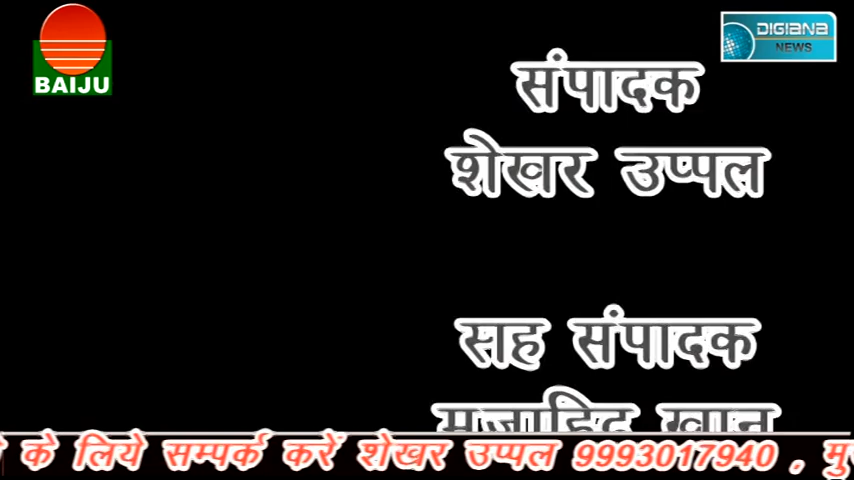 BAIJU
DIGIANA
NEWS
संपादक
शेखर उप्पल
सह संपादक
मुजाहिद खान
के लिये सम्पर्क करें शेखर उप्पल 9993017940 ,